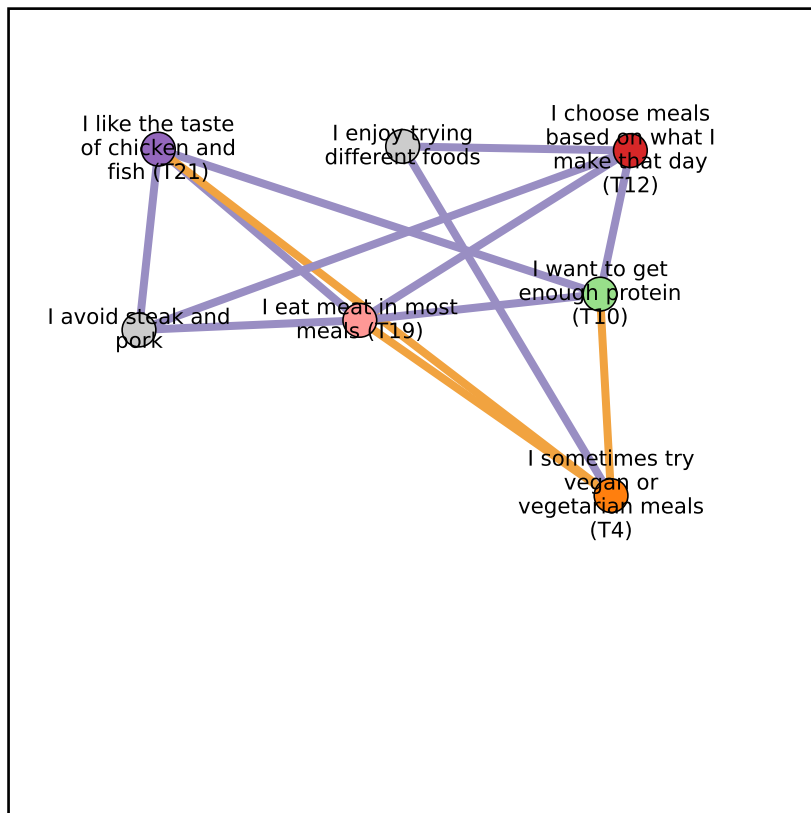 I like the taste
of chicken and
fish (T21)
I enjoy trying
different foods
I choose meals
based on what I
make that day
(T12)
I want to get
enough protein
(T10)
I avoid steak and
pork
I eat meat in most
meals (T19)
I sometimes try
vegan or
vegetarian meals
(T4)